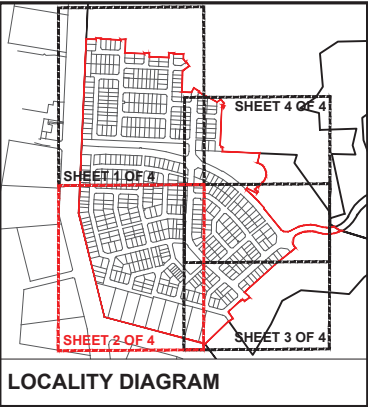 SHEET 4 OF 4
SHEET 1 OF 4
SHEET 2 OF 4
SHEET 3 OF 4
LOCALITY DIAGRAM